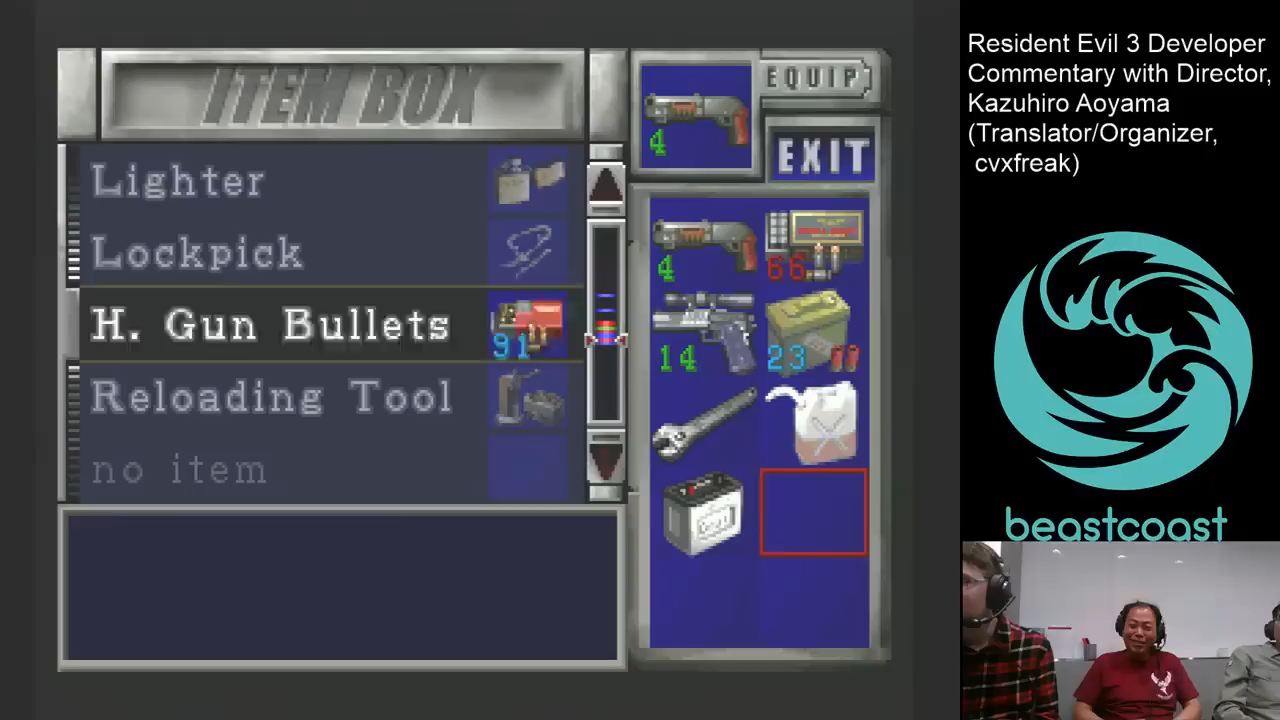 ITEM BOX
Lighter
Lockpick
H. Gun Bullets
91
Reloading Tool
no item
EQUIP
4
EXIT
4
66
14
23
Resident Evil 3 Developer
Commentary with Director,
Kazuhiro Aoyama
(Translator/Organizer,
cvxfreak)
beastcoast